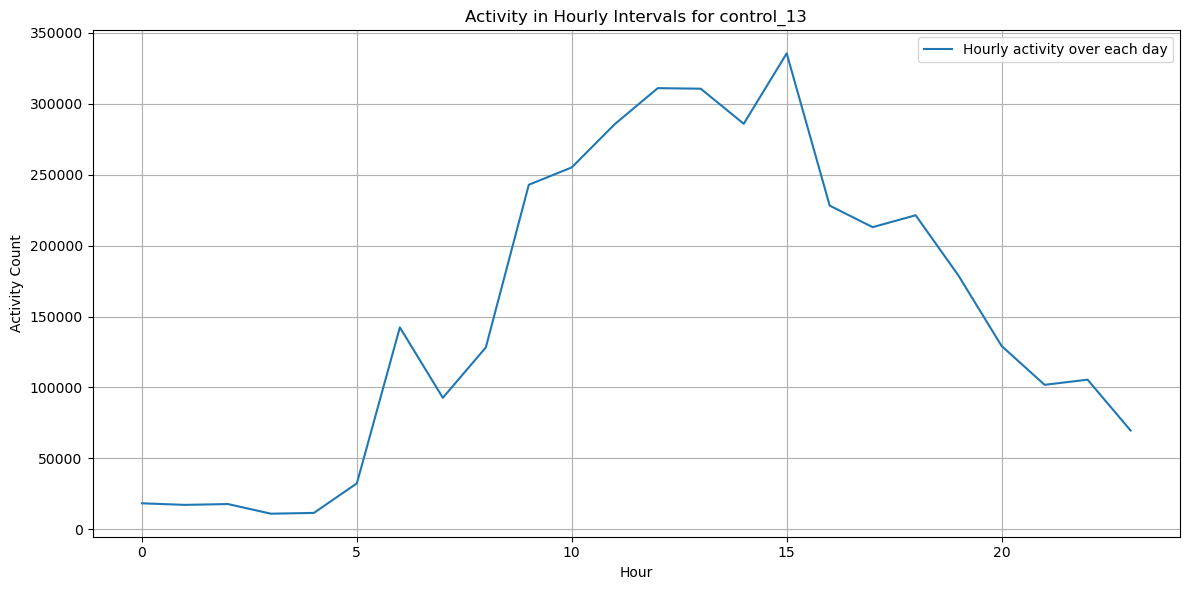 Activity in Hourly Intervals for control_13
350000
300000
250000
200000
150000
100000
50000
0
Activity Count
Hourly activity over each day
0 5 10 15 20
Hour